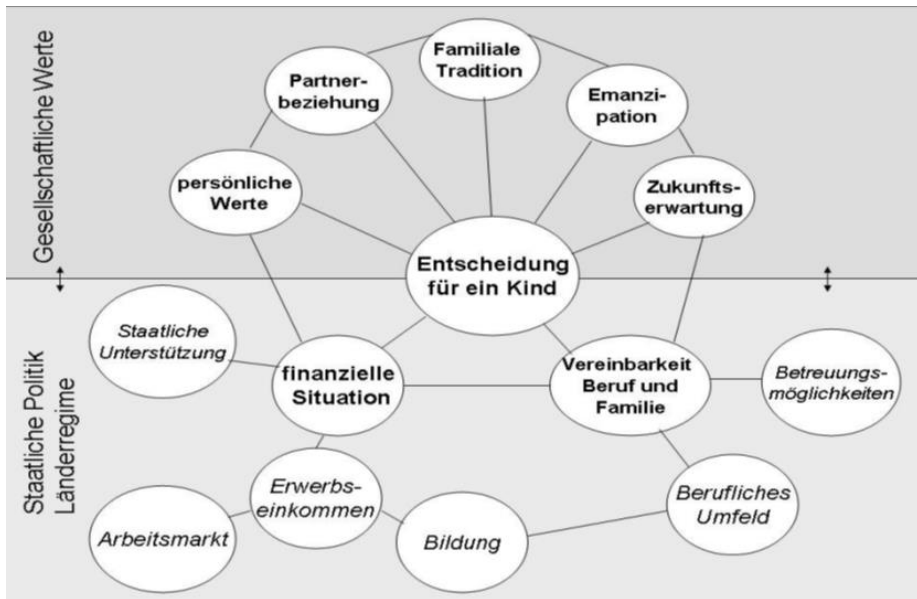 Gesellschaftliche Werte
Familiale
Tradition
Partner-
beziehung
Emanzi-
pation
persönliche
Werte
Zukunfts-
erwartung
Entscheidung
für ein Kind
Staatliche Politik
Länderregime
Staatliche
Unterstützung
finanzielle
Situation
Vereinbarkeit
Beruf und
Familie
Betreuungs-
möglichkeiten
Erwerbs-
einkommen
Berufliches
Umfeld
Arbeitsmarkt
Bildung